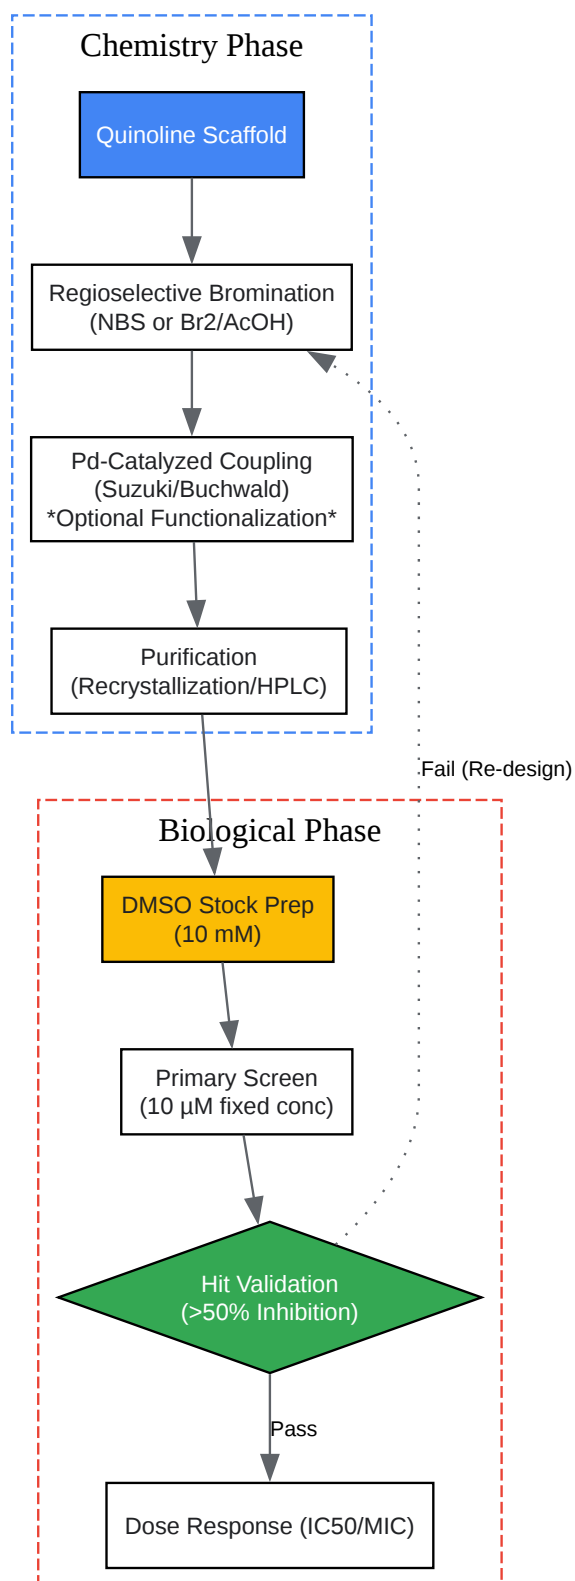 Chemistry Phase
Quinoline Scaffold
Regioselective Bromination
(NBS or Br2/AcOH)
Pd-Catalyzed Coupling
(Suzuki/Buchwald)
*Optional Functionalization*
Purification
(Recrystallization/HPLC)
Fail (Re-design)
Biological Phase
DMSO Stock Prep
(10 mM)
Primary Screen
(10 µM fixed conc)
Hit Validation
(>50% Inhibition)
Pass
Dose Response (IC50/MIC)